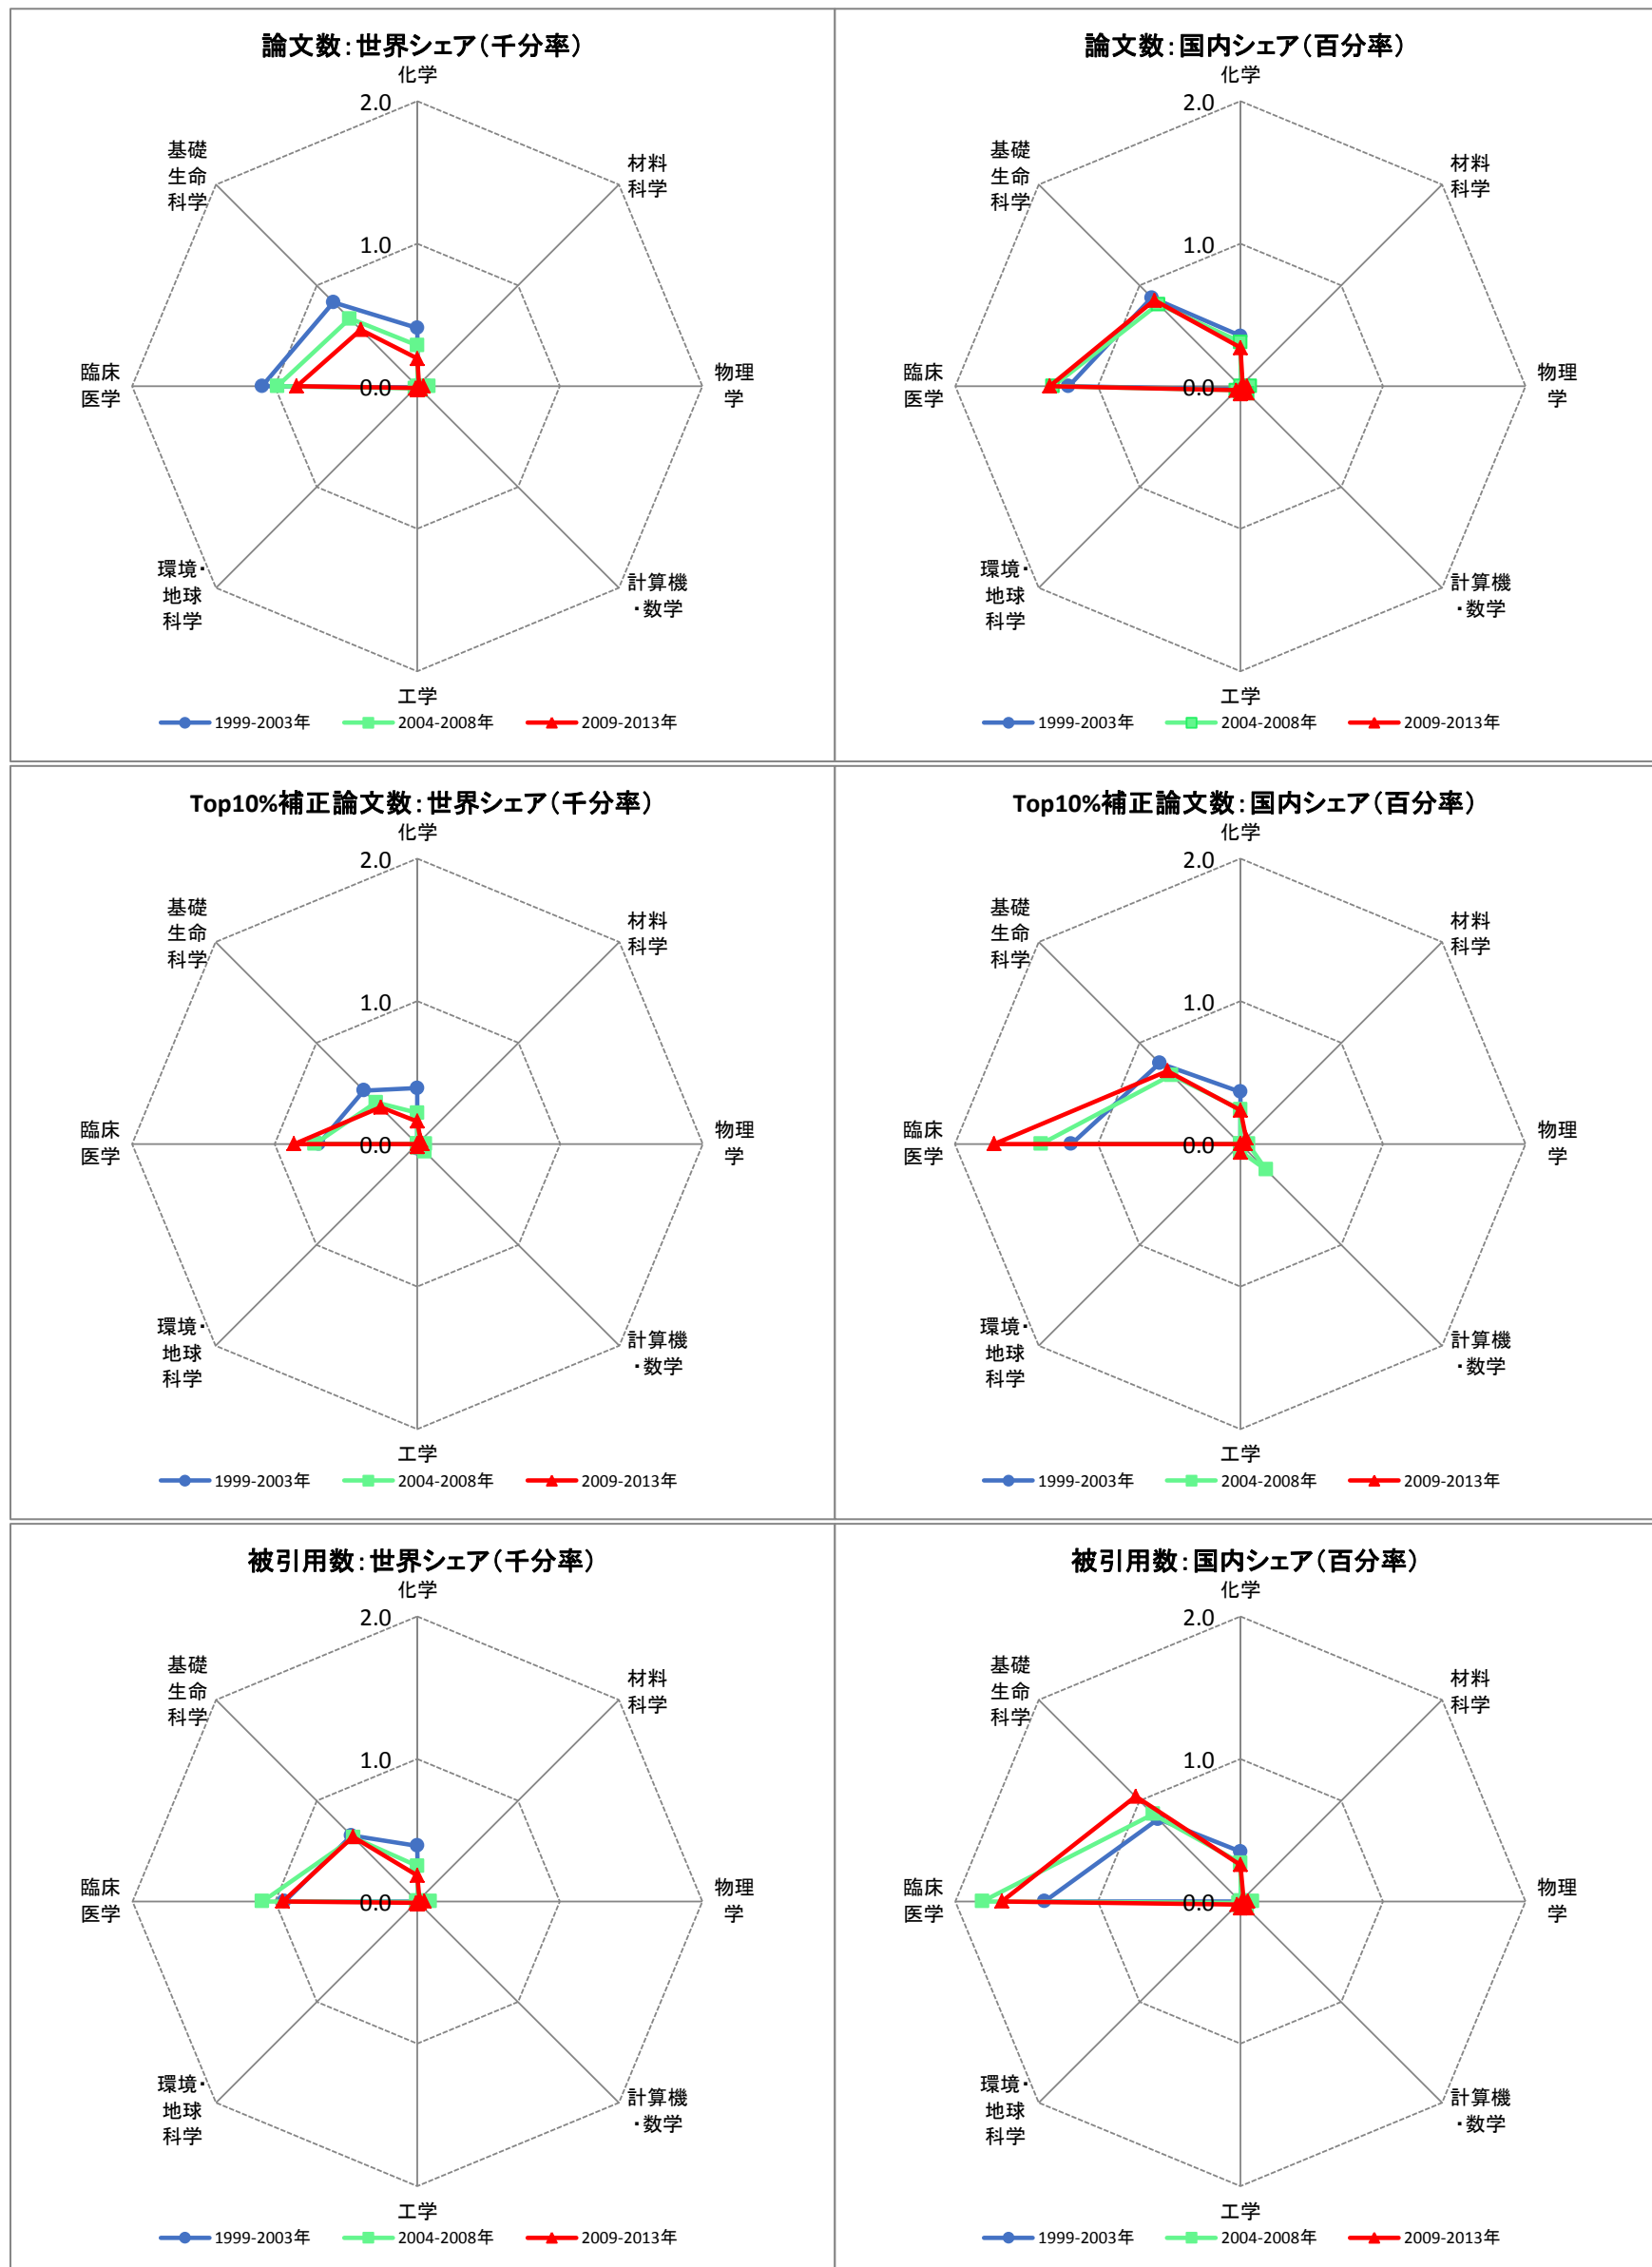 論文数：世界シェア（千分率）
化学
2.0
基礎
生命
科学
材料
科学
1.0
臨床
医学
0.0
物理
学
環境・
地球
科学
計算機
・数学
工学
1999-2003年 2004-2008年 2009-2013年
論文数：国内シェア（百分率）
化学
2.0
基礎
生命
科学
材料
科学
1.0
臨床
医学
0.0
物理
学
環境・
地球
科学
計算機
・数学
工学
1999-2003年 2004-2008年 2009-2013年
Top10%補正論文数：世界シェア（千分率）
化学
2.0
基礎
生命
科学
材料
科学
1.0
臨床
医学
0.0
物理
学
環境・
地球
科学
計算機
・数学
工学
1999-2003年 2004-2008年 2009-2013年
Top10%補正論文数：国内シェア（百分率）
化学
2.0
基礎
生命
科学
材料
科学
1.0
臨床
医学
0.0
物理
学
環境・
地球
科学
計算機
・数学
工学
1999-2003年 2004-2008年 2009-2013年
被引用数：世界シェア（千分率）
化学
2.0
基礎
生命
科学
材料
科学
1.0
臨床
医学
0.0
物理
学
環境・
地球
科学
計算機
・数学
工学
1999-2003年 2004-2008年 2009-2013年
被引用数：国内シェア（百分率）
化学
2.0
基礎
生命
科学
材料
科学
1.0
臨床
医学
0.0
物理
学
環境・
地球
科学
計算機
・数学
工学
1999-2003年 2004-2008年 2009-2013年